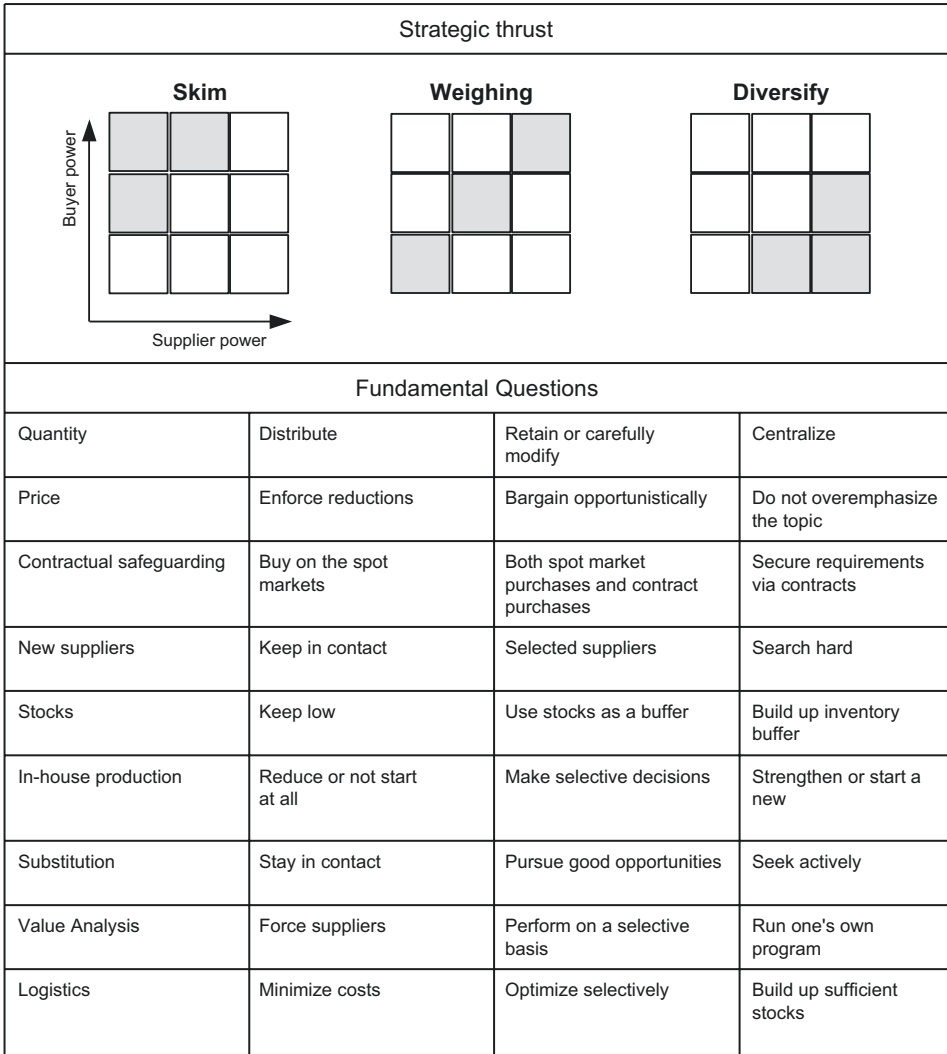 Strategic thrust
Skim
Weighing
Diversify
Buyer power
Supplier power
Fundamental Questions
Quantity
Distribute
Retain or carefully
modify
Centralize
Price
Enforce reductions
Bargain opportunistically
Do not overemphasize
the topic
Contractual safeguarding
Buy on the spot
markets
Both spot market
purchases and contract
purchases
Secure requirements
via contracts
New suppliers
Keep in contact
Selected suppliers
Search hard
Stocks
Keep low
Use stocks as a buffer
Build up inventory
buffer
In-house production
Reduce or not start
at all
Make selective decisions
Strengthen or start a
new
Substitution
Stay in contact
Pursue good opportunities
Seek actively
Value Analysis
Force suppliers
Perform on a selective
basis
Run one's own
program
Logistics
Minimize costs
Optimize selectively
Build up sufficient
stocks